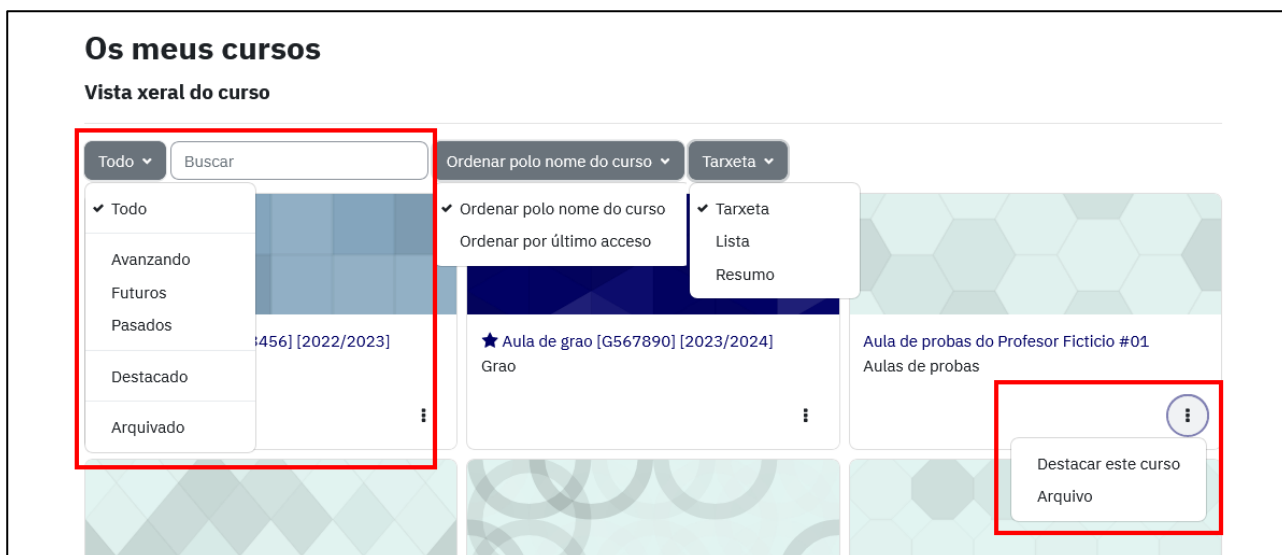 Os meus cursos
Vista xeral do curso
Todo Buscar Ordenar polo nome do curso Tarxeta
Todo
Avanzando
Futuros
Pasados
Destacado
Arquivado
Ordenar polo nome do curso
Ordenar por último acceso
Tarxeta
Lista
Resumo
3456] [2022/2023]
Aula de grao [G567890] [2023/2024]
Grao
Aula de probas do Profesor Ficticio #01
Aulas de probas
Destacar este curso
Arquivo